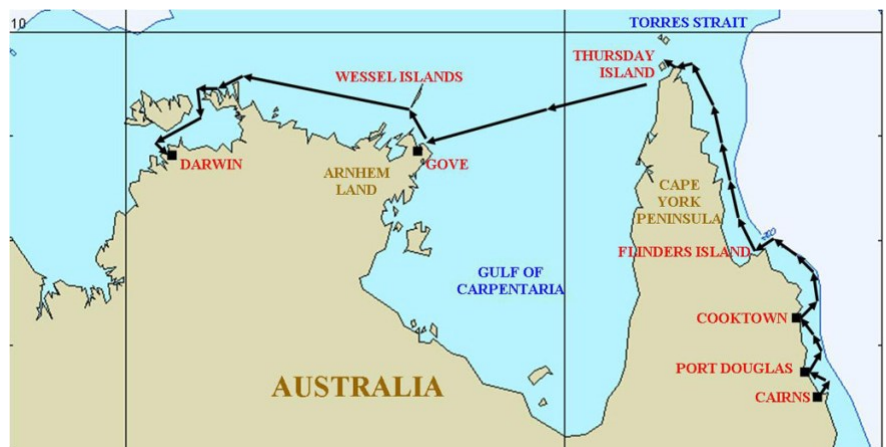 10
TORRES STRAIT
THURSDAY
ISLAND
WESSEL ISLANDS
DARWIN
ARNHEM
LAND
GOVE
CAPE
YORK
PENINSULA
FLINDERS ISLAND
GULF OF
CARPENTARIA
COOKTOWN
PORT DOUGLAS
AUSTRALIA
CAIRNS